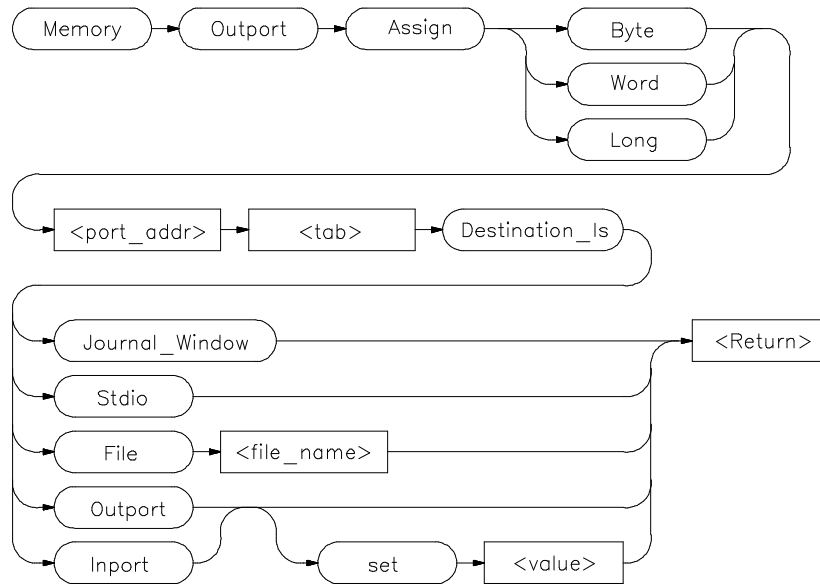 Memory Outport Assign Byte
Word
Long
<port_addr> <tab> Destination_Is
Journal_Window <Return>
Stdio
File <file_name>
Outport
Inport set <value>